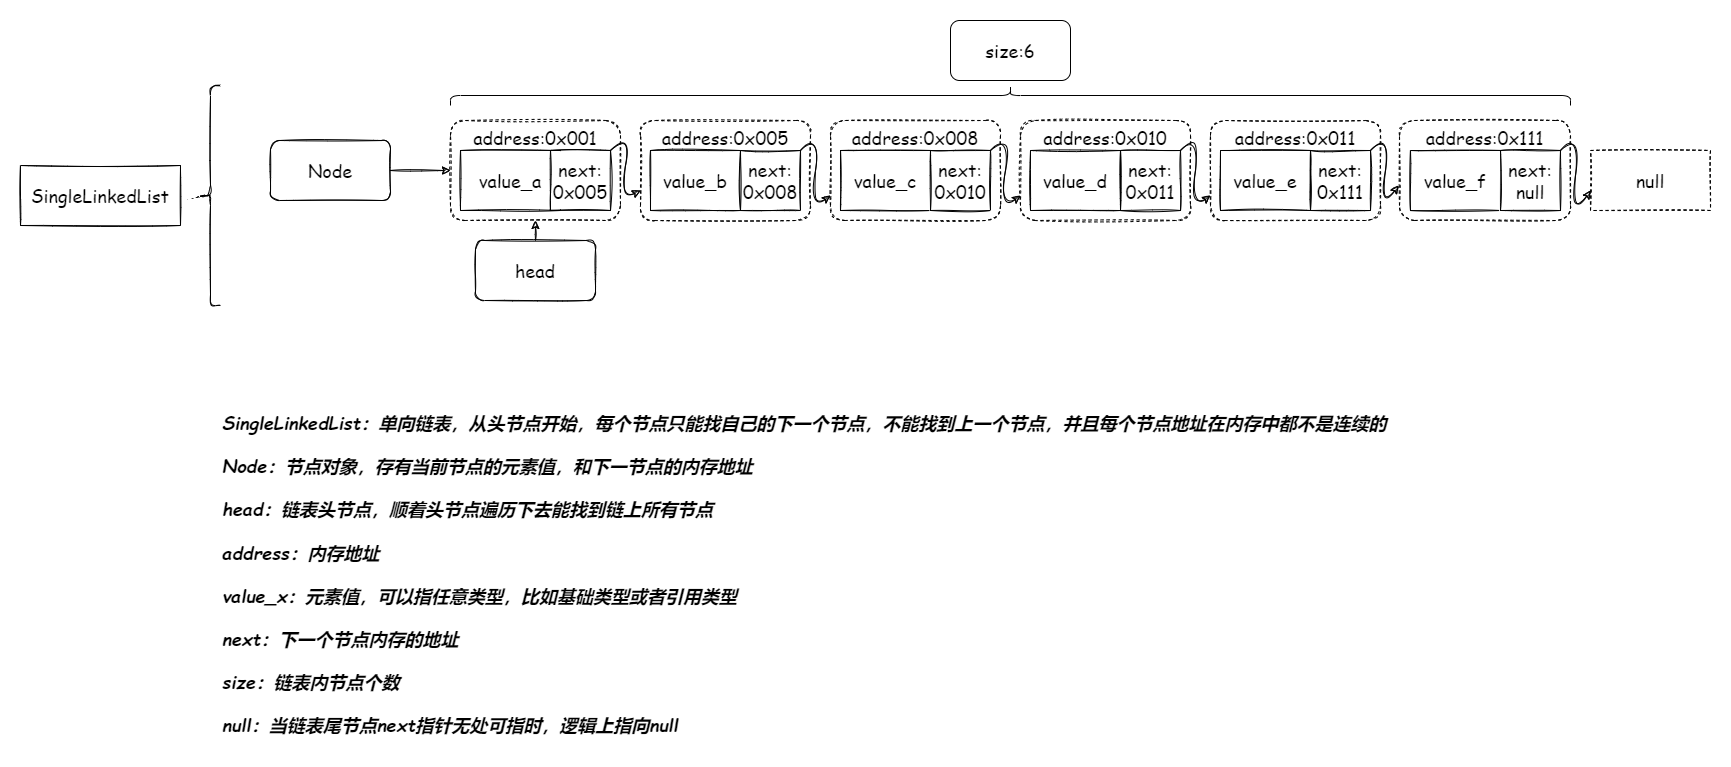 size:6
SingleLinkedList
Node
address:0x001
value_a
next:
0x005
address:0x005
value_b
next:
0x008
address:0x008
value_c
next:
0x010
address:0x010
value_d
next:
0x011
address:0x011
value_e
next:
0x111
address:0x111
value_f
next:
null
null
head
SingleLinkedList：单向链表，从头节点开始，每个节点只能找自己的下一个节点，不能找到上一个节点，并且每个节点地址在内存中都不是连续的
Node：节点对象，存有当前节点的元素值，和下一节点的内存地址
head：链表头节点，顺着头节点遍历下去能找到链上所有节点
address：内存地址
value_x：元素值，可以指任意类型，比如基础类型或者引用类型
next：下一个节点内存的地址
size：链表内节点个数
null：当链表尾节点next指针无处可指时，逻辑上指向null